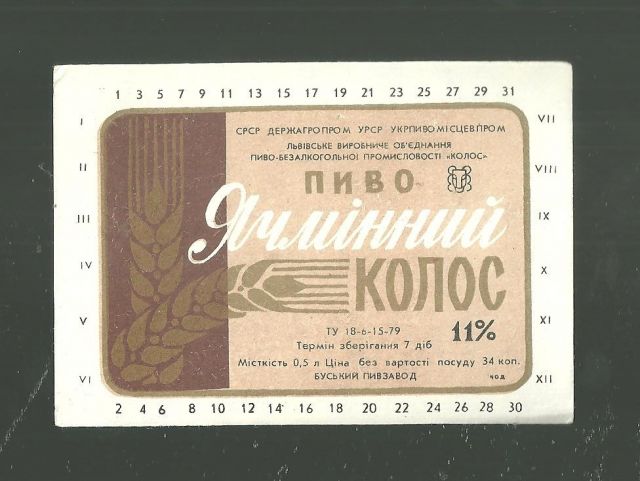 1 3 5 7 9 11 13 15 17 19 21 23 25 27 29 31
I VII
II VIII
III IX
IV X
V XI
VI XII
СРСР ДЕРЖАГРОПРОМ УРСР УКРПИВОМІСЦЕВПРОМ
ЛЬВІВСЬКЕ ВИРОБНИЧЕ ОБ'ЄДНАННЯ
ПИВО-БЕЗАЛКОГОЛЬНОЇ ПРОМИСЛОВОСТІ «КОЛОС»
ПИВО
Ячмінний
КОЛОС
11%
ТУ 18-6-15-79
Термін зберігання 7 діб
Місткість 0,5 л Ціна без вартості посуду 34 коп.
БУСЬКИЙ ПИВЗАВОД
2 4 6 8 10 12 14 16 18 20 22 24 26 28 30